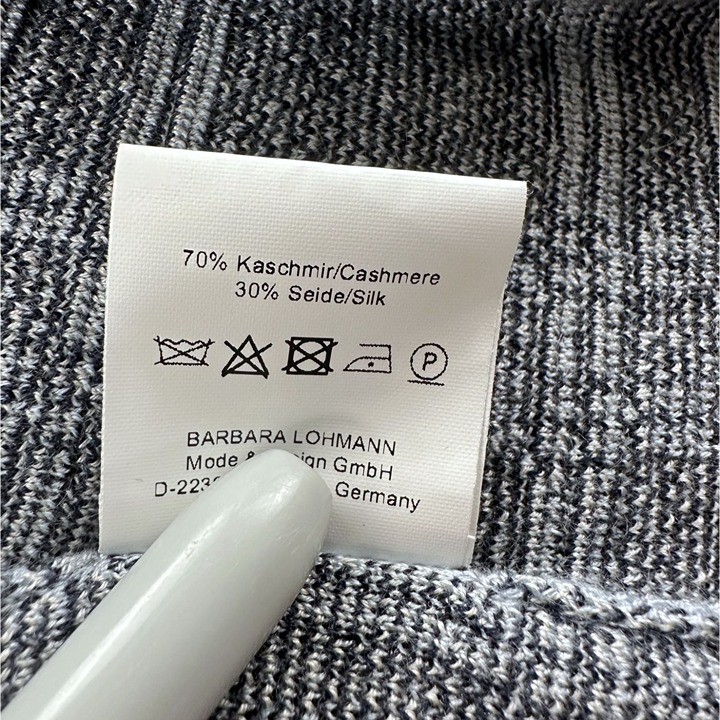 70% Kaschmir/Cashmere
30% Seide/Silk
P
BARBARA LOHMANN
Mode & GmbH
Germany